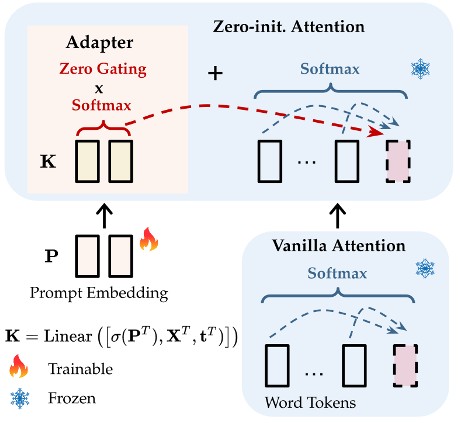 Zero-init. Attention
Adapter
Zero Gating
x
Softmax
+
Softmax
K
...
P
Prompt Embedding
Vanilla Attention
Softmax
K = Linear ([σ(P^T), X^T, t^T)])
Trainable
Frozen
...
Word Tokens